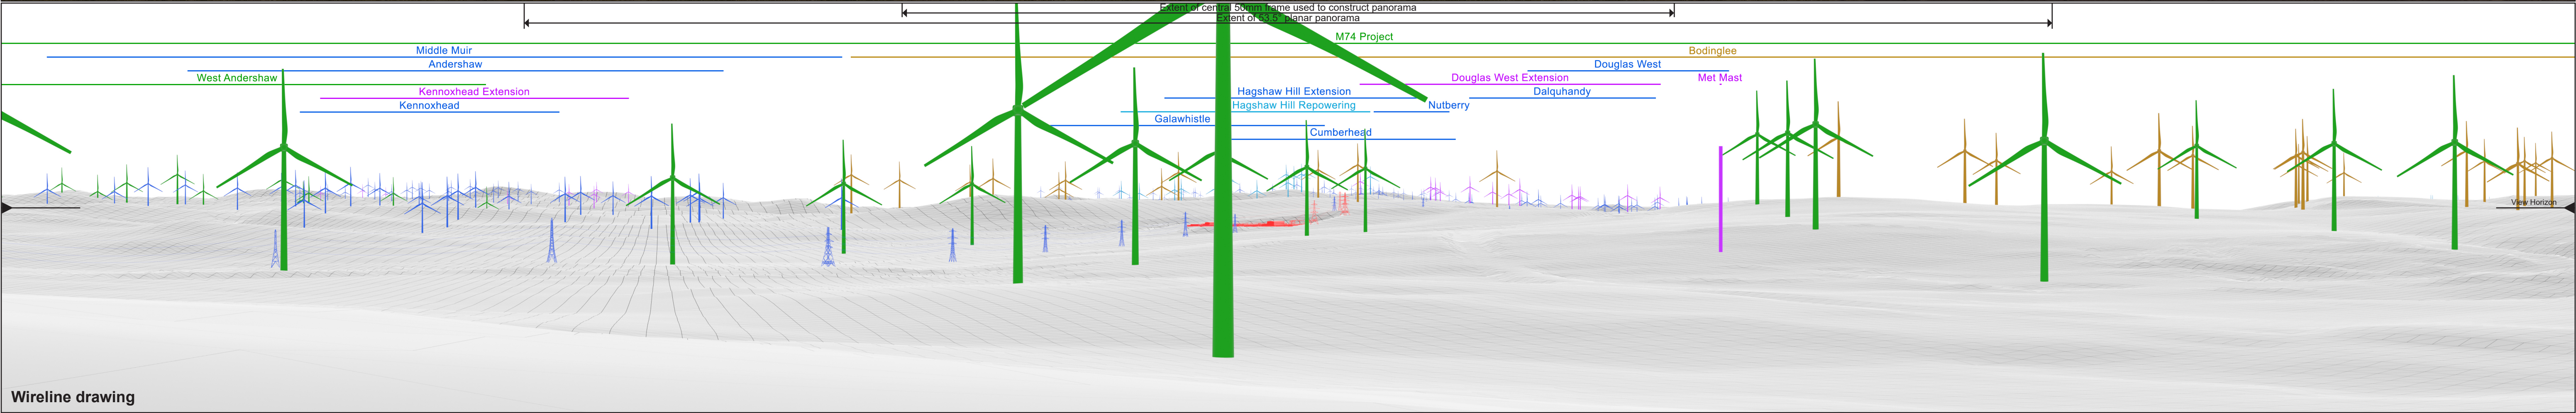 Extent of central 50mm frame used to construct panorama
Extent of 53.5° planar panorama
M74 Project
Middle Muir
Bodinglee
Andershaw
Douglas West
West Andershaw
Douglas West Extension
Met Mast
Kennoxhead Extension
Hagshaw Hill Extension
Dalquhandy
Kennoxhead
Hagshaw Hill Repowering
Nutberry
Galawhistle
Cumberhead
View Horizon
Wireline drawing